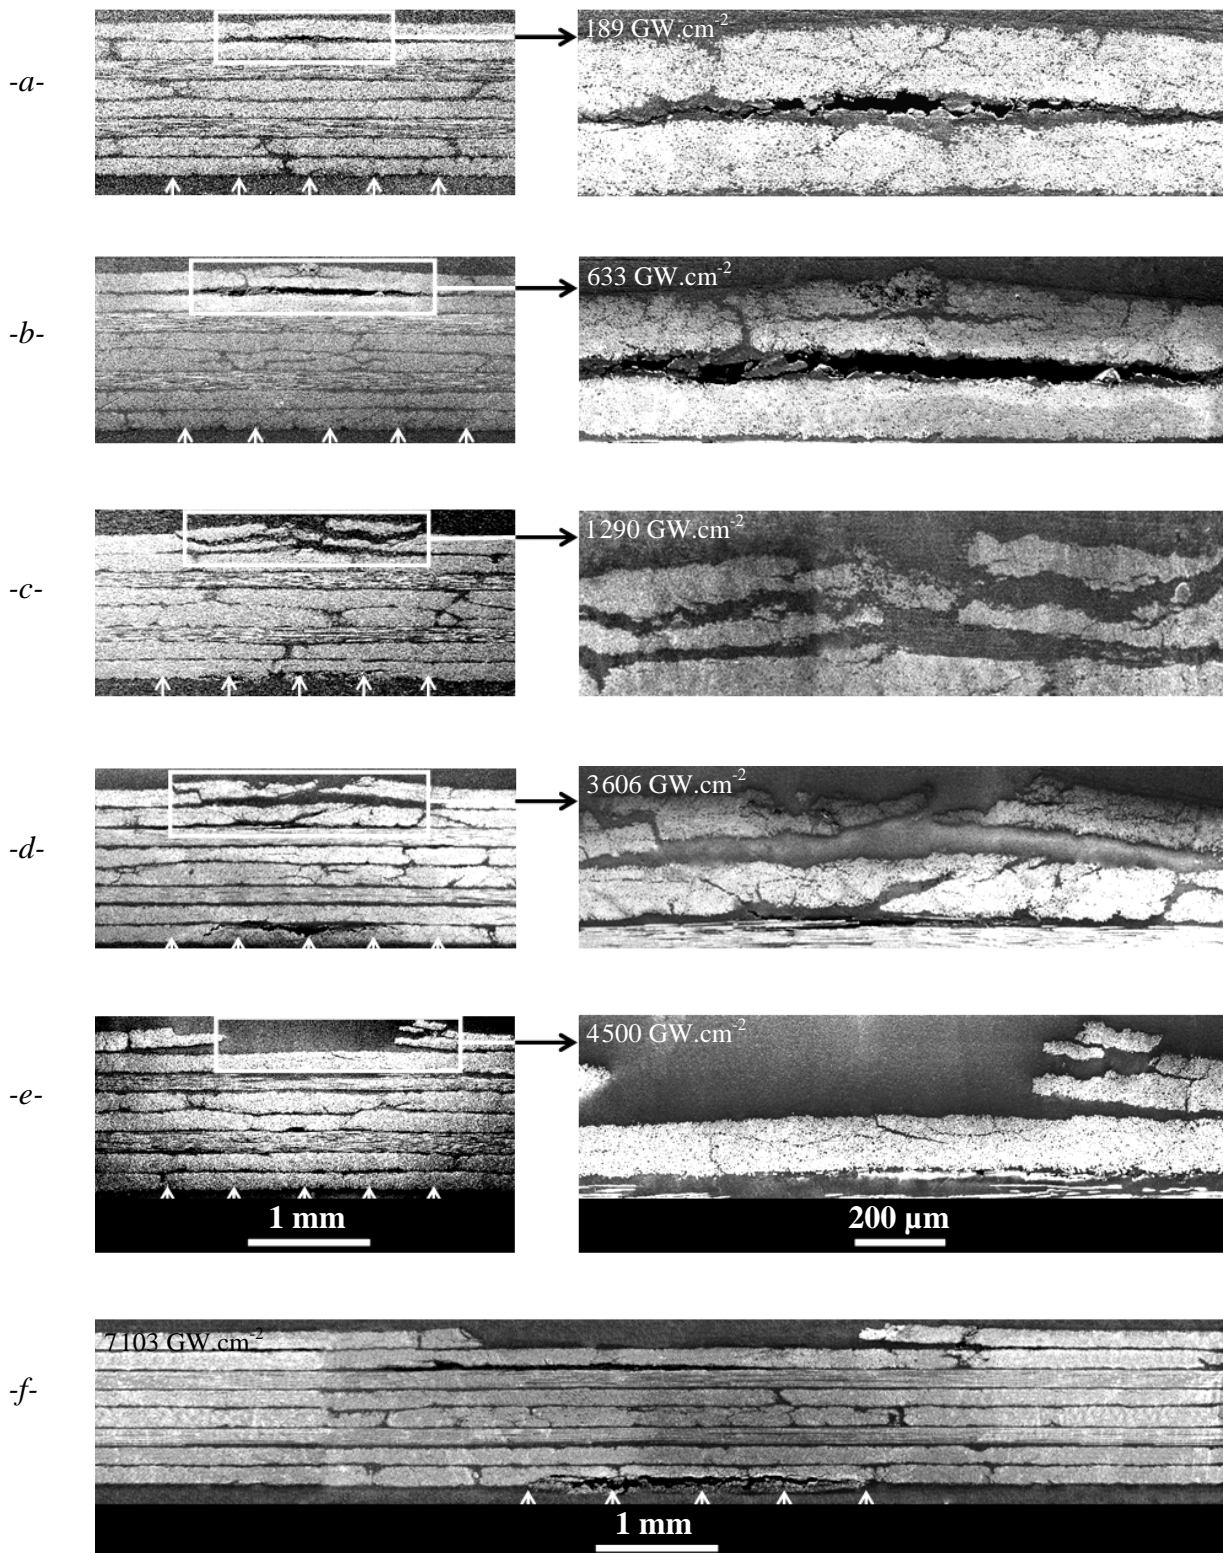 -a-
189 GW.cm-2
-b-
633 GW.cm-2
-c-
1290 GW.cm-2
-d-
3606 GW.cm-2
-e-
4500 GW.cm-2
1 mm
200 µm
-f-
7103 GW.cm-2
1 mm